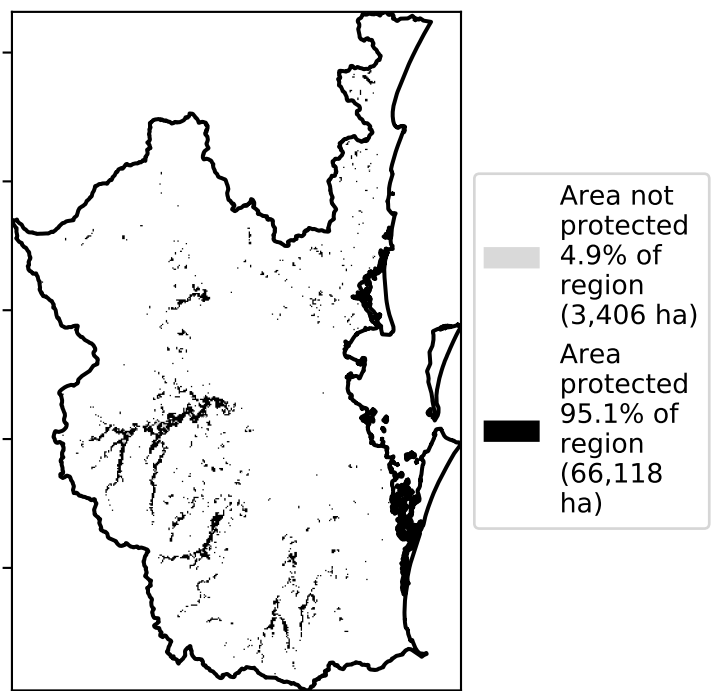 Area not
protected
4.9% of
region
(3,406 ha)
Area
protected
95.1% of
region
(66,118
ha)